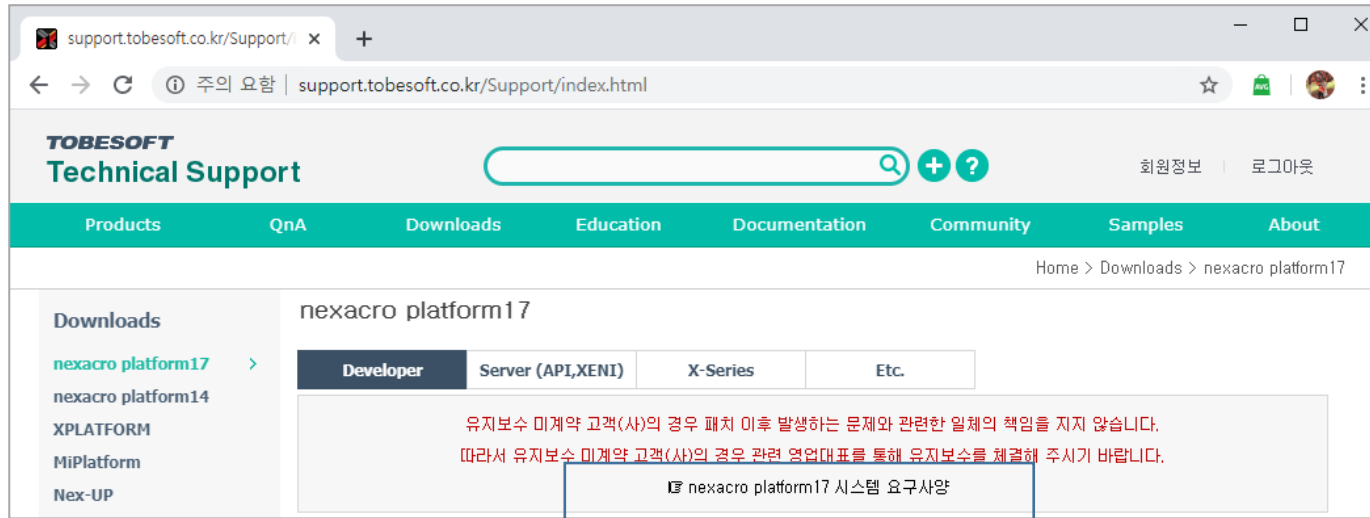 support.tobesoft.co.kr/Support/
주의 요함 | support.tobesoft.co.kr/Support/index.html
AVG
TOBESOFT
Technical Support
회원정보 | 로그아웃
Products QnA Downloads Education Documentation Community Samples About
Home > Downloads > nexacro platform17
Downloads
nexacro platform17 >
nexacro platform14
XPLATFORM
MiPlatform
Nex-UP
nexacro platform17
Developer Server (API,XENI) X-Series Etc.
유지보수 미계약 고객(사)의 경우 패치 이후 발생하는 문제와 관련한 일체의 책임을 지지 않습니다.
따라서 유지보수 미계약 고객(사)의 경우 관련 영업대표를 통해 유지보수를 체결해 주시기 바랍니다.
☞ nexacro platform17 시스템 요구사양